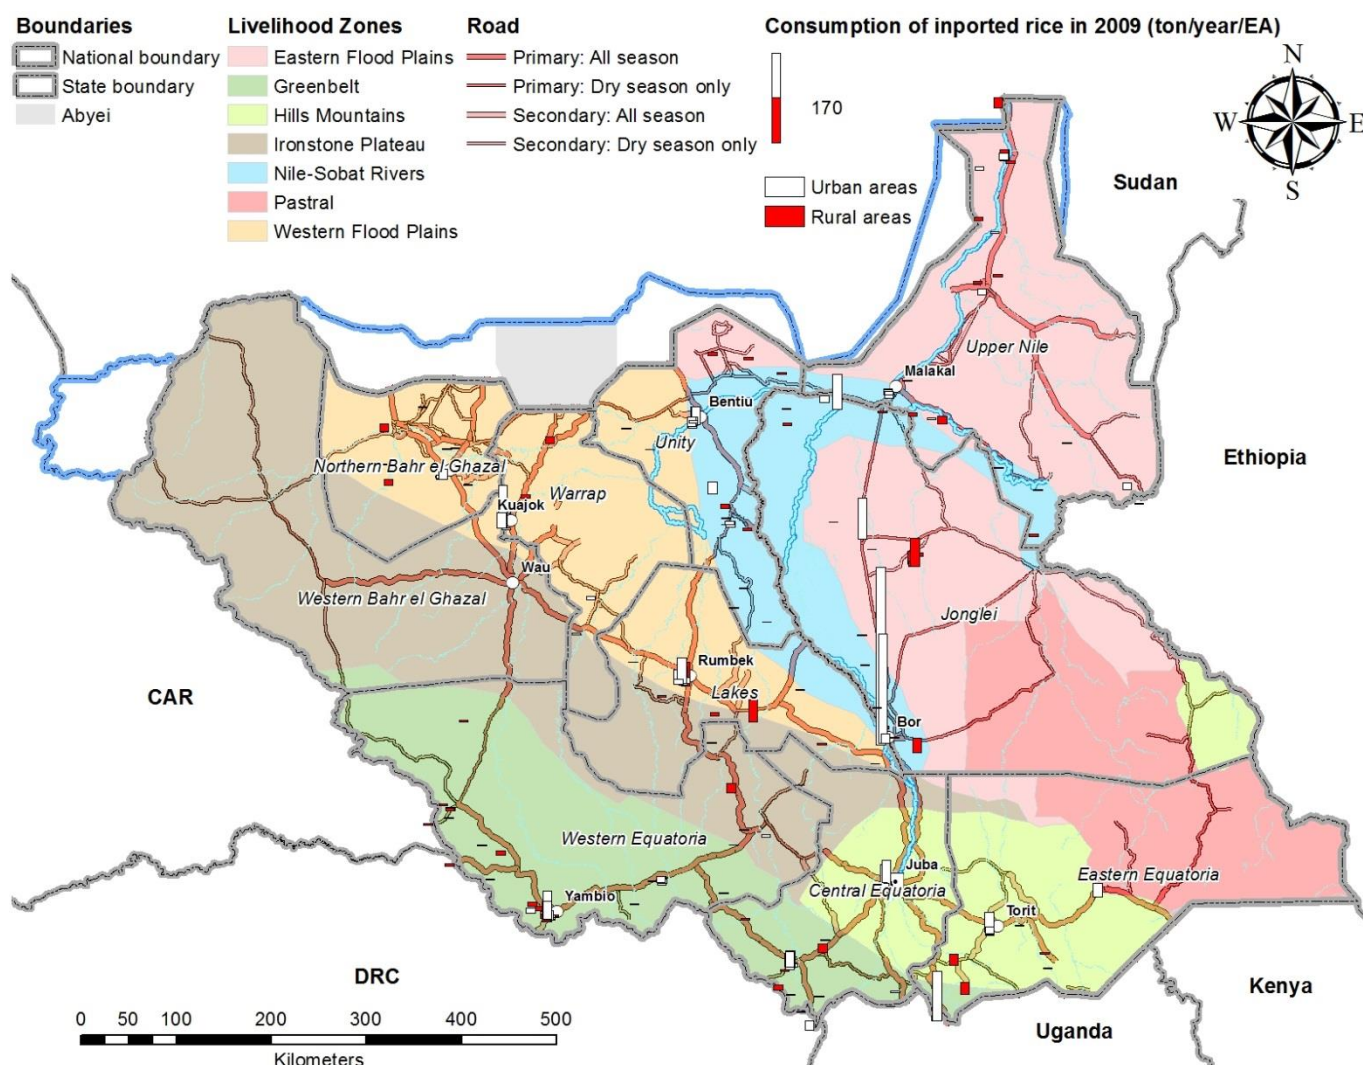 Boundaries
National boundary
State boundary
Abyei
Livelihood Zones
Eastern Flood Plains
Greenbelt
Hills Mountains
Ironstone Plateau
Nile-Sobat Rivers
Pastral
Western Flood Plains
Road
Primary: All season
Primary: Dry season only
Secondary: All season
Secondary: Dry season only
Consumption of inported rice in 2009 (ton/year/EA)
170
Urban areas
Rural areas
N
W E
S
Sudan
Upper Nile
Malakal
Bentiu
Unity
Ethiopia
Northern-Bahr el-Ghazal
Warrap
Kuajok
Wau
Western Bahr el Ghazal
Jonglei
Rumbek
Lakes
CAR
Bor
Western Equatoria
Juba
Central Equatoria
Eastern Equatoria
Yambio
Torit
DRC
Kenya
Uganda
0 50 100 200 300 400 500
Kilometers